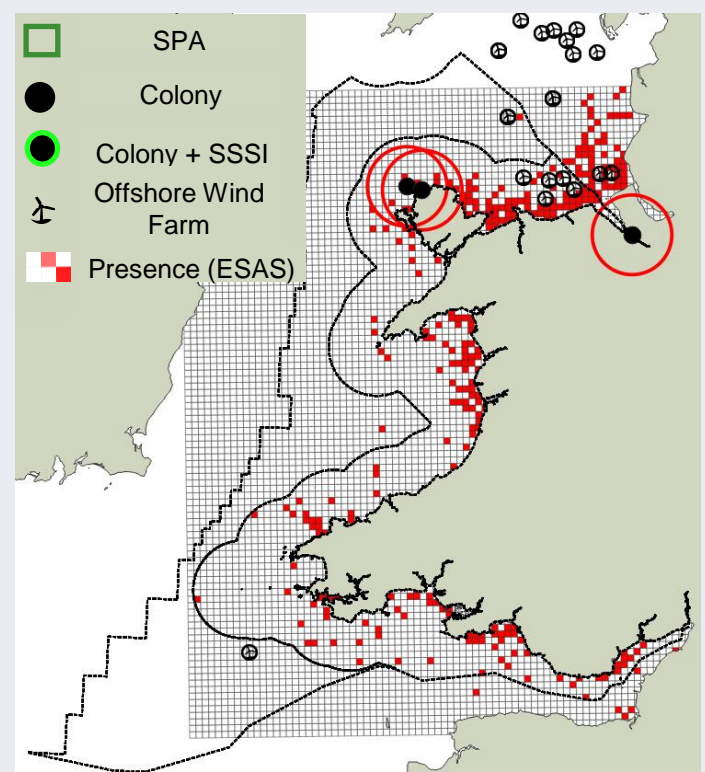 SPA
Colony
Colony + SSSI
Offshore Wind
Farm
Presence (ESAS)